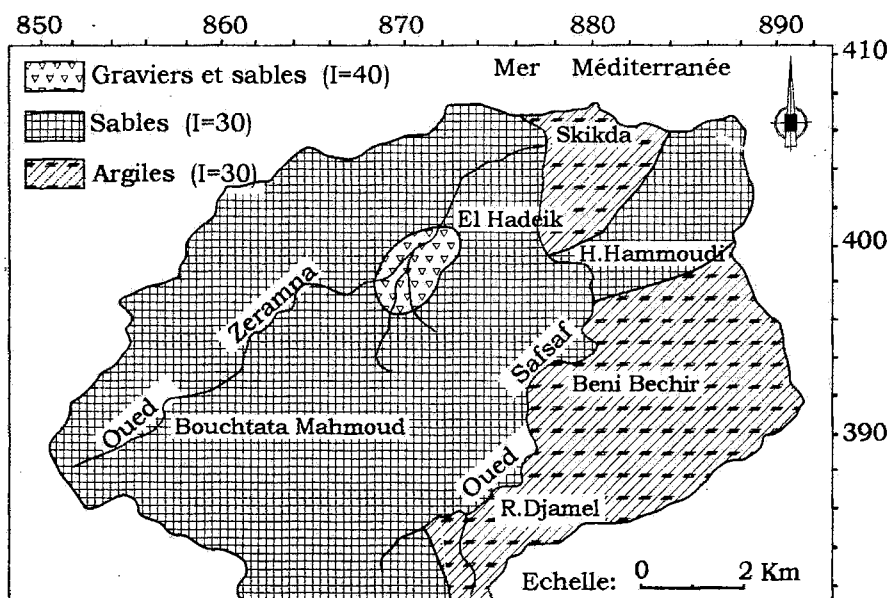 850 860 870 880 890
410
Graviers et sables (I=40)
Mer Méditerranée
Sables (I=30)
Skikda
Argiles (I=30)
El Hadeik
400
H.Hammoudi
Zeramna
Safsaf
Beni Bechir
Oued
Bouchtata Mahmoud
390
Oued
R.Djamel
Echelle: 0 2 Km